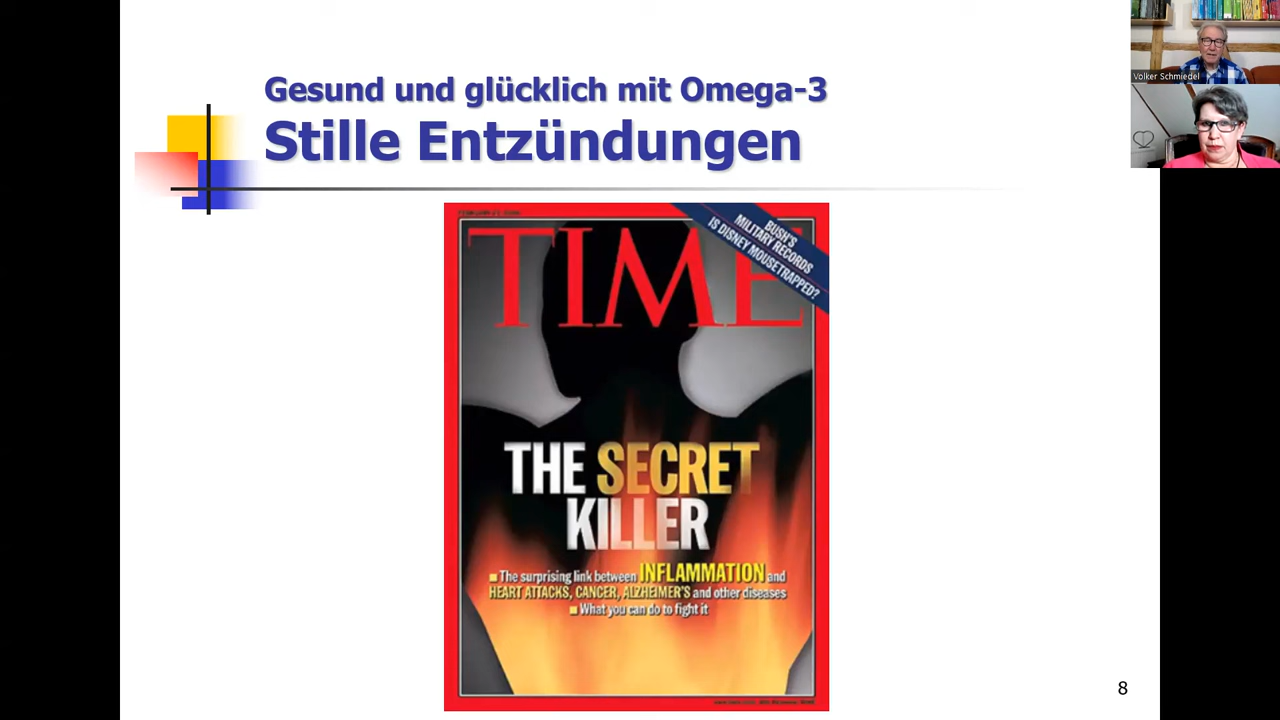 Gesund und glücklich mit Omega-3
Stille Entzündungen
Volker Schmiedel
TIME
BUSH'S
MILITARY RECORDS
IS DISNEY MOUSETRAPPED?
THE SECRET
KILLER
The surprising link between INFLAMMATION and
HEART ATTACKS, CANCER, ALZHEIMER'S and other diseases
What you can do to fight it
8